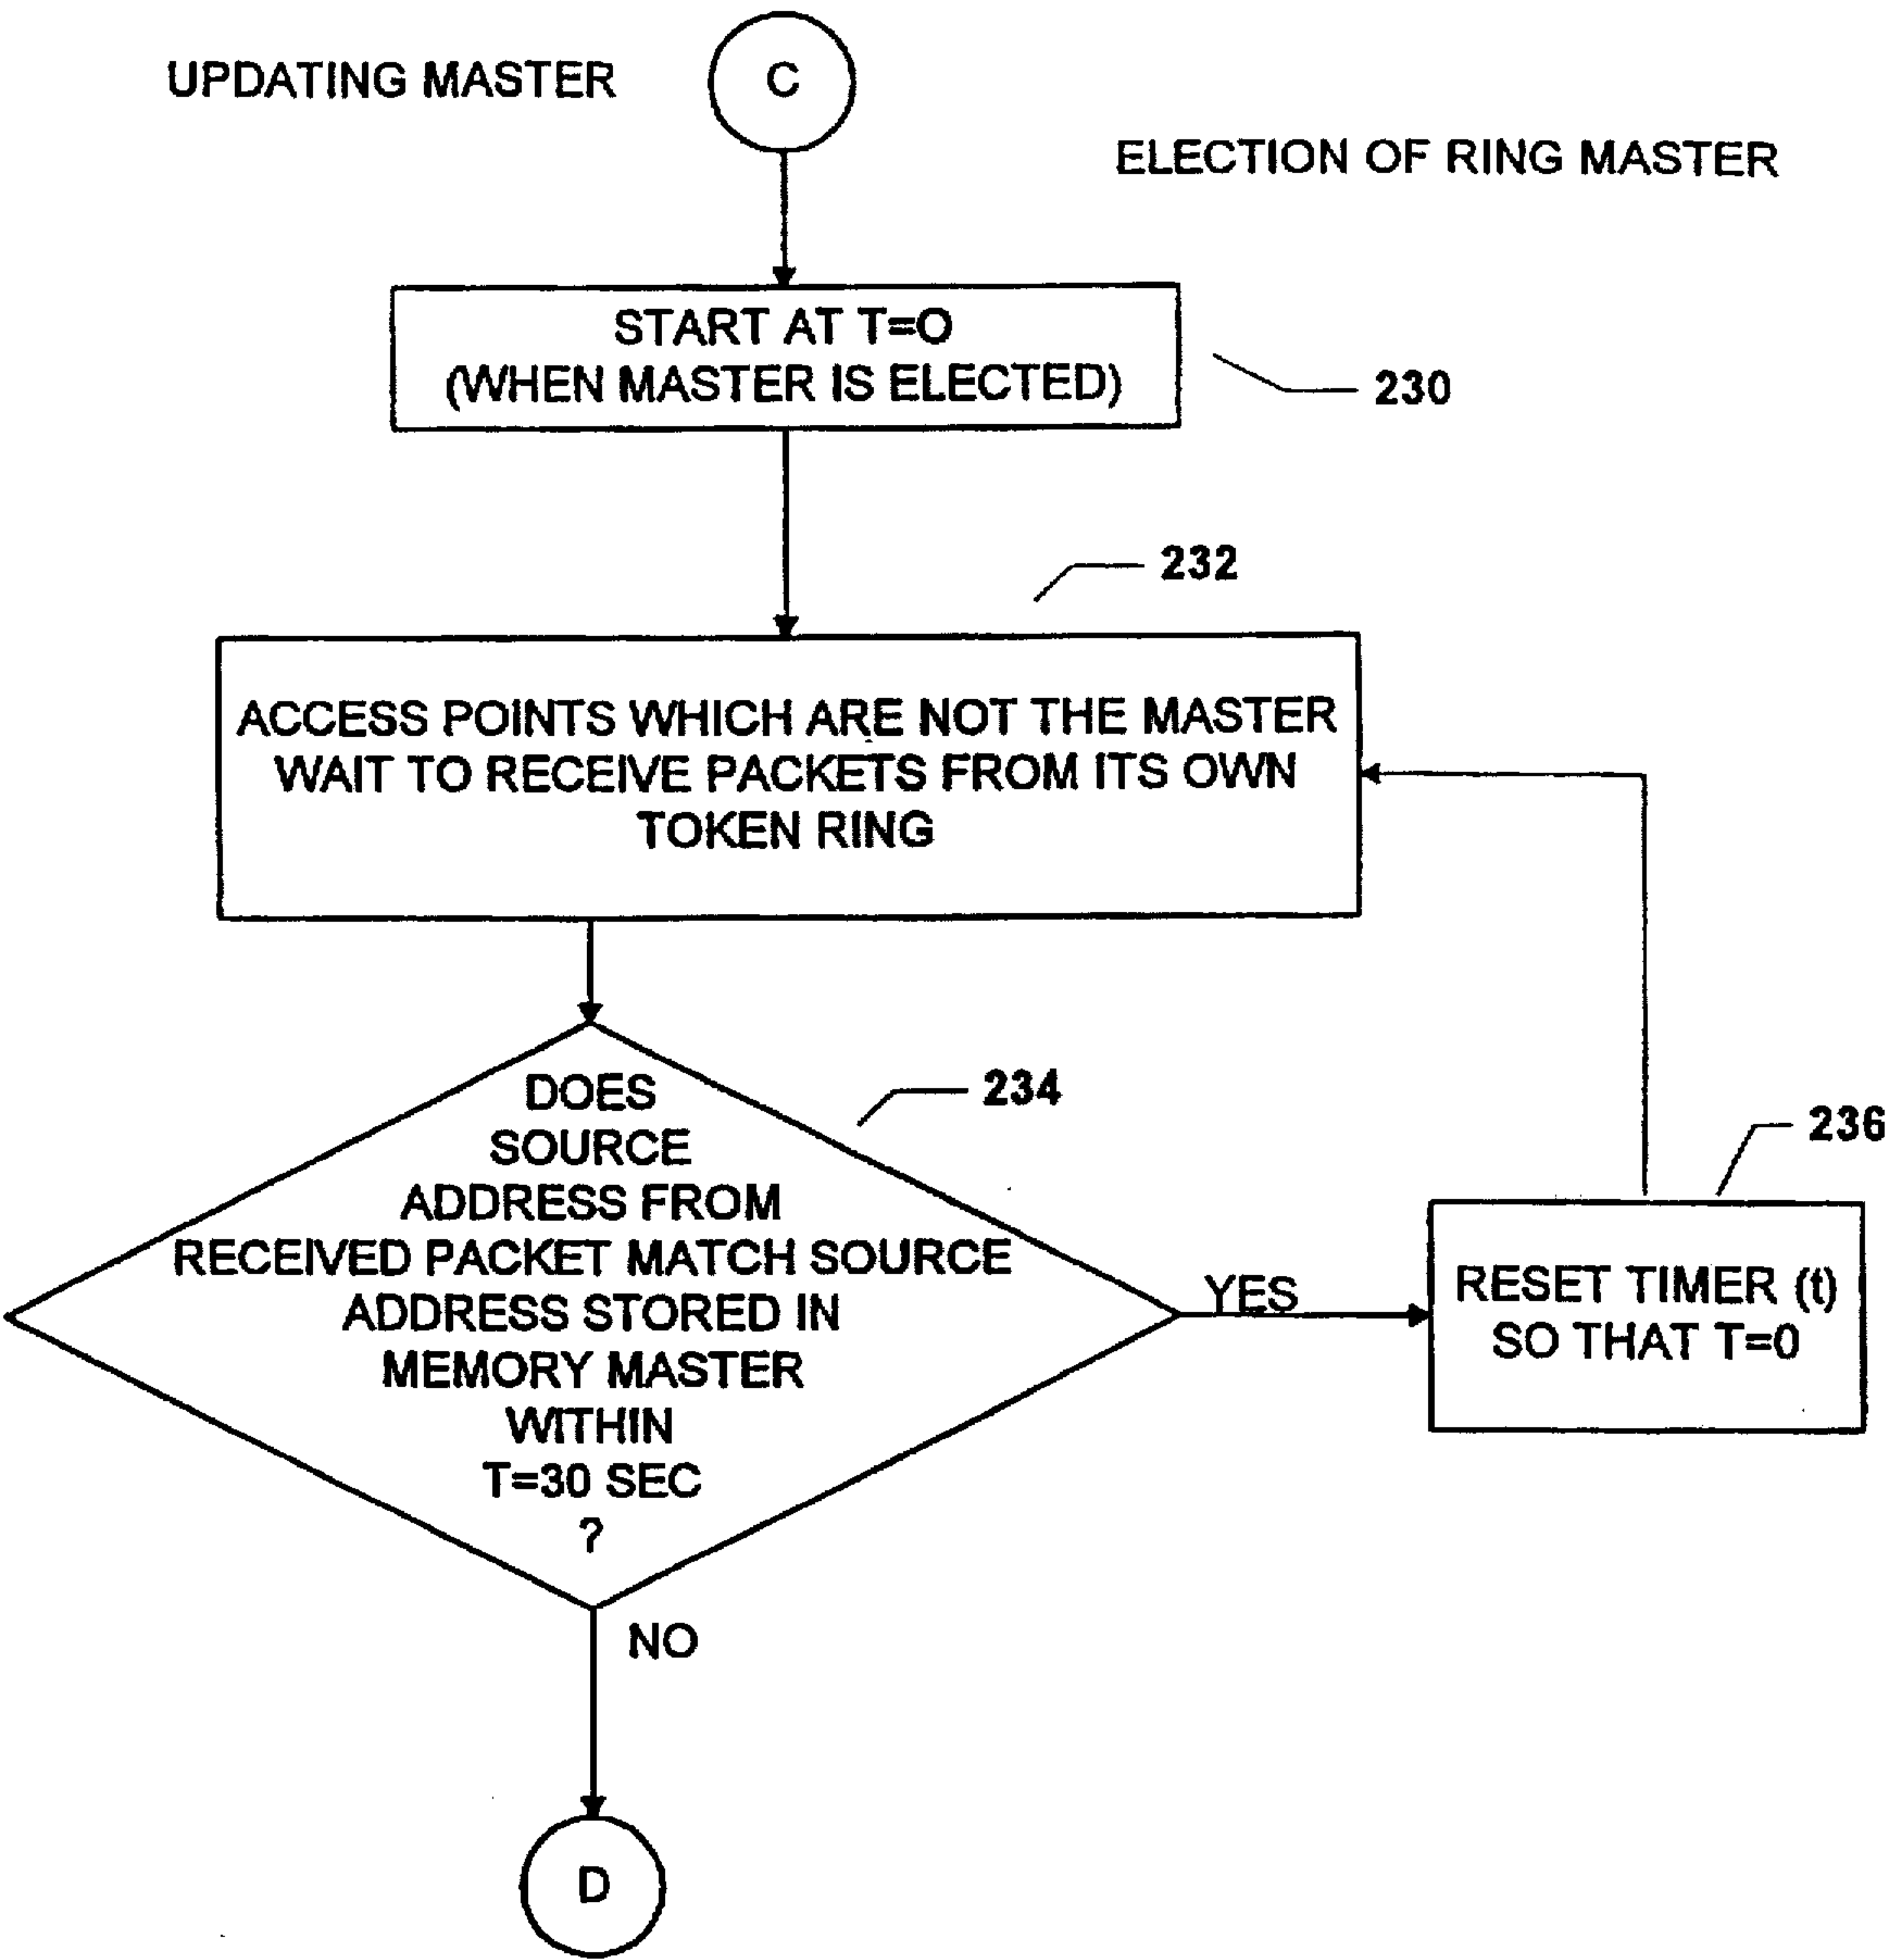 UPDATING MASTER
C
ELECTION OF RING MASTER
START AT T=O
(WHEN MASTER IS ELECTED)
230
232
ACCESS POINTS WHICH ARE NOT THE MASTER
WAIT TO RECEIVE PACKETS FROM ITS OWN
TOKEN RING
DOES
SOURCE
ADDRESS FROM
RECEIVED PACKET MATCH SOURCE
ADDRESS STORED IN
MEMORY MASTER
WITHIN
T=30 SEC
?
234
236
YES
RESET TIMER (t)
SO THAT T=0
NO
D